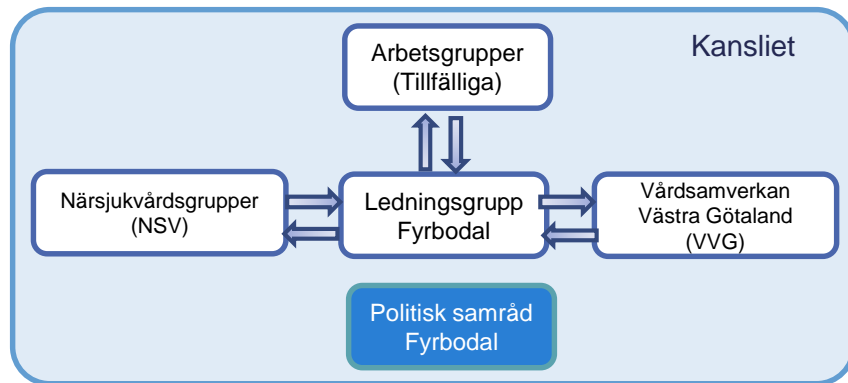 Kansliet
Arbetsgrupper
(Tillfälliga)
Närsjukvårdsgrupper
(NSV)
Ledningsgrupp
Fyrbodal
Vårdsamverkan
Västra Götaland
(VVG)
Politisk samråd
Fyrbodal